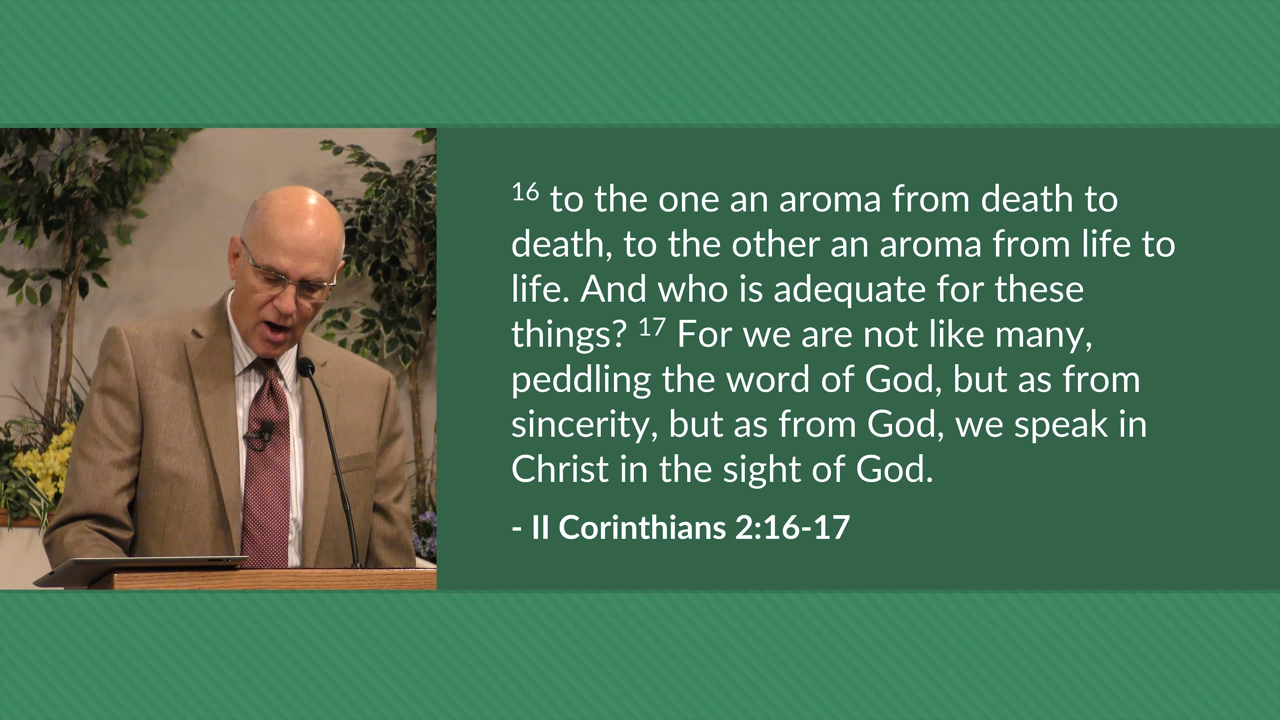 16 to the one an aroma from death to
death, to the other an aroma from life to
life. And who is adequate for these
things? 17 For we are not like many,
peddling the word of God, but as from
sincerity, but as from God, we speak in
Christ in the sight of God.
- II Corinthians 2:16-17